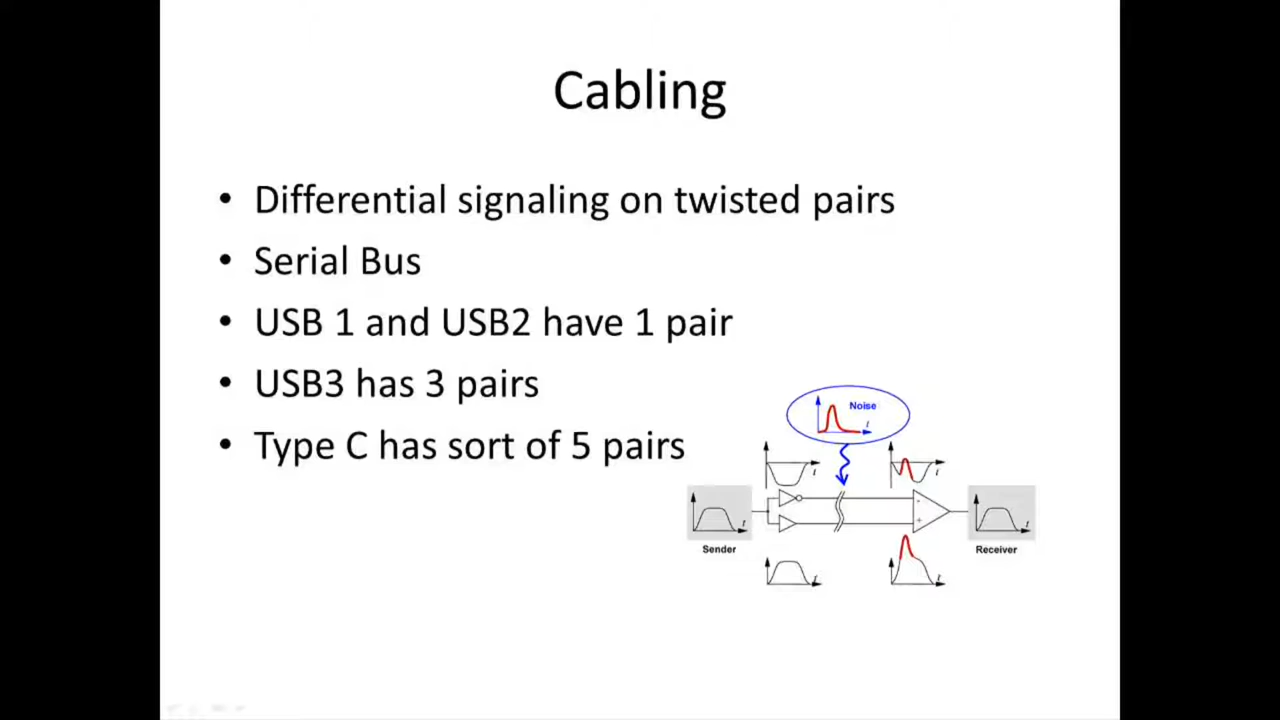 Cabling
• Differential signaling on twisted pairs
• Serial Bus
• USB 1 and USB2 have 1 pair
• USB3 has 3 pairs
• Type C has sort of 5 pairs
Noise
t
t
t
t
t
-
+
Sender
Receiver
t
t